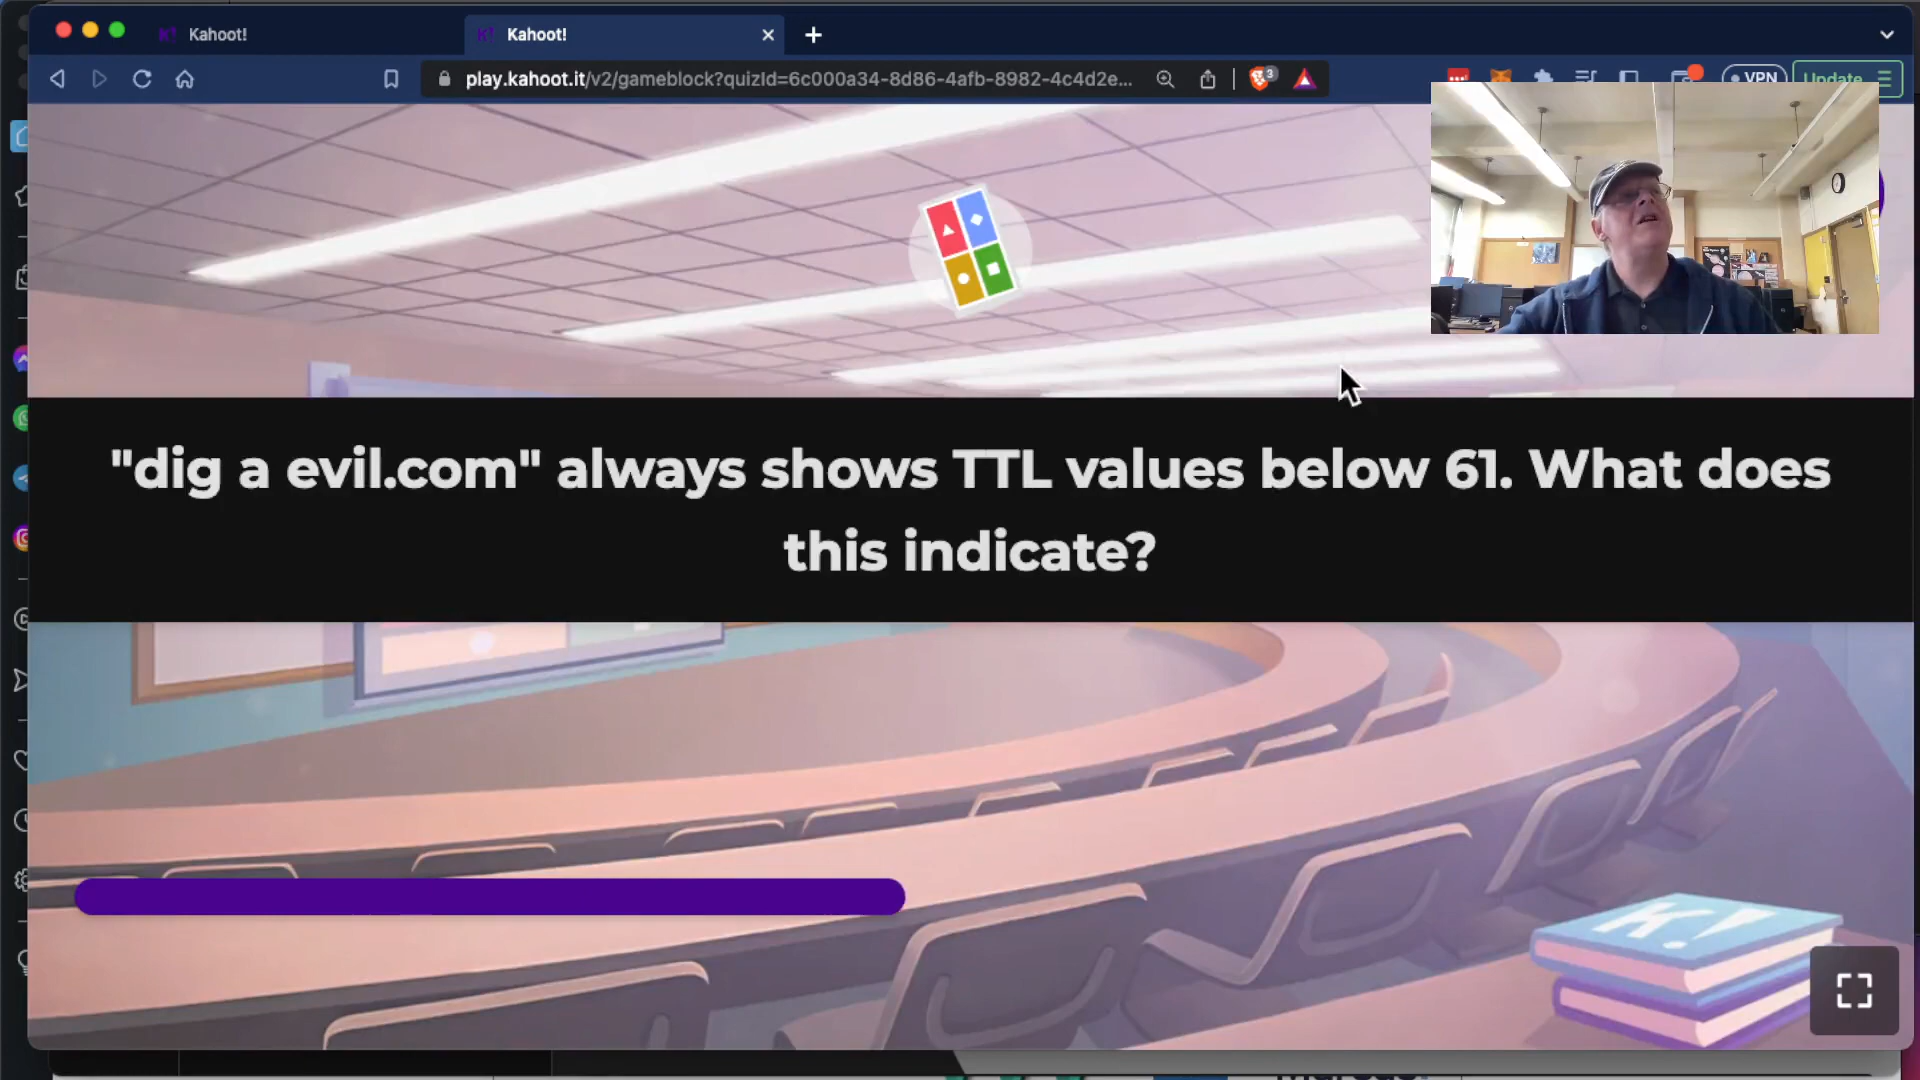 Kahoot!
Kahoot!
play.kahoot.it/v2/gameblock?quizId=6c000a34-8d86-4afb-8982-4c4d2e...
3
VPN
Update
"dig a evil.com" always shows TTL values below 61. What does
this indicate?
K!